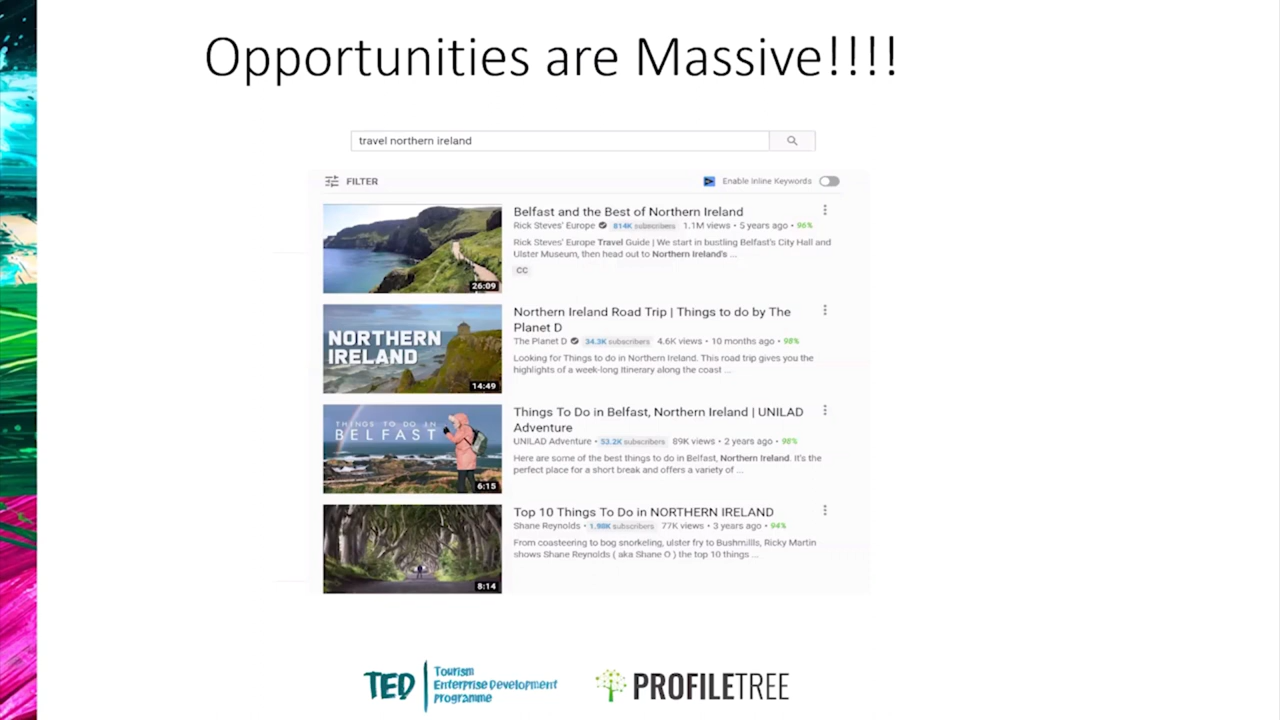 Opportunities are Massive!!!!
travel northern ireland
FILTER
Enable Inline Keywords
26:09
Belfast and the Best of Northern Ireland
Rick Steves' Europe 814K subscribers 1.1M views • 5 years ago • 96%
Rick Steves' Europe Travel Guide | We start in bustling Belfast's City Hall and
Ulster Museum, then head out to Northern Ireland's ...
CC
NORTHERN
IRELAND
14:49
Northern Ireland Road Trip | Things to do by The
Planet D
The Planet D 34.3K subscribers 4.6K views • 10 months ago • 98%
Looking for Things to do in Northern Ireland. This road trip gives you the
highlights of a week-long Itinerary along the coast ...
THINGS TO DO IN
BELFAST
6:15
Things To Do in Belfast, Northern Ireland | UNILAD
Adventure
UNILAD Adventure • 53.2K subscribers 89K views • 2 years ago • 98%
Here are some of the best things to do in Belfast, Northern Ireland. It's the
perfect place for a short break and offers a variety of ...
8:14
Top 10 Things To Do in NORTHERN IRELAND
Shane Reynolds • 1.98K subscribers 77K views • 3 years ago • 94%
From coasteering to bog snorkeling, ulster fry to Bushmills, Ricky Martin
shows Shane Reynolds ( aka Shane O ) the top 10 things ...
TED
Tourism
Enterprise Development
Programme
PROFILETREE